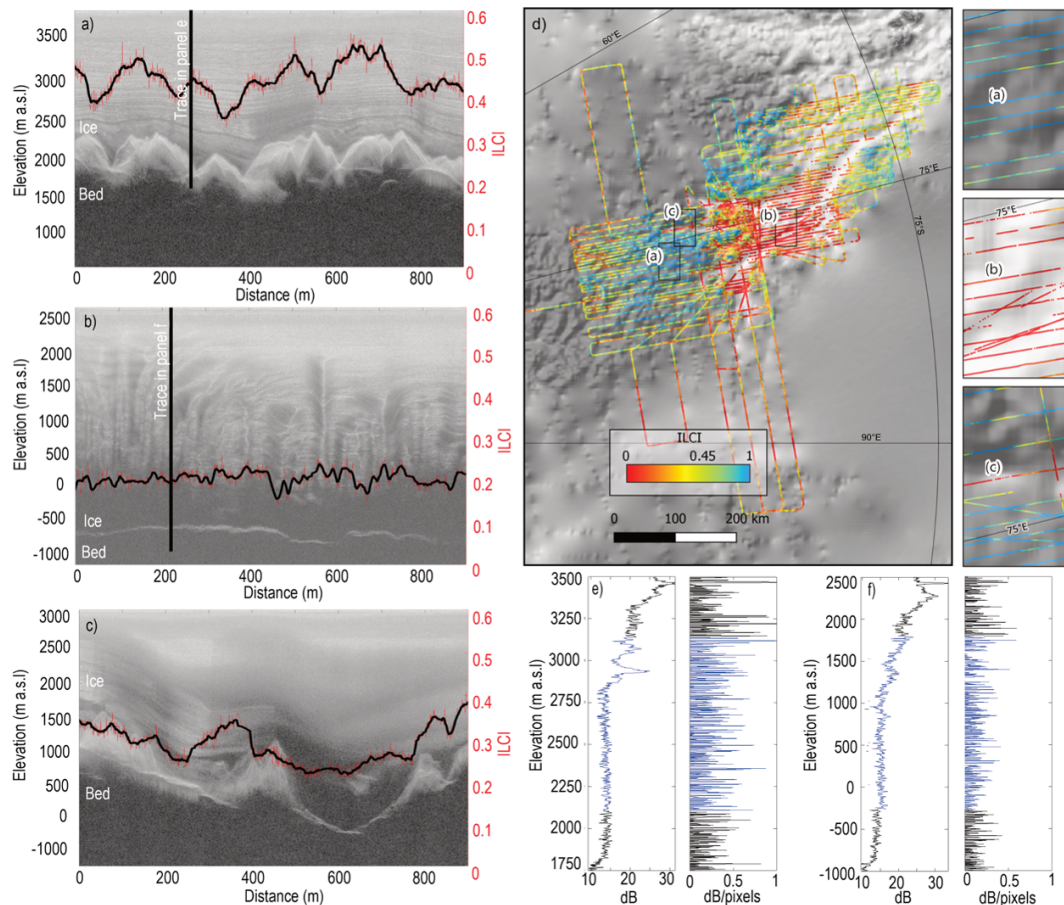 a)
3500
3000
2500
2000
1500
1000
Elevation (m a.s.l)
Ice
Bed
Trace in panel e
0.6
0.5
0.4
0.3
0.2
0.1
0
ILCI
0 200 400 600 800
Distance (m)
b)
2500
2000
1500
1000
500
0
-500
-1000
Elevation (m a.s.l)
Ice
Bed
Trace in panel f
0.6
0.5
0.4
0.3
0.2
0.1
0
ILCI
0 200 400 600 800
Distance (m)
c)
3000
2500
2000
1500
1000
500
0
-1000
Elevation (m a.s.l)
Ice
Bed
0.6
0.5
0.4
0.3
0.2
0.1
0
ILCI
0 200 400 600 800
Distance (m)
d)
60°E
75°E
75°S
90°E
(c)
(b)
(a)
ILCI
0 0.45 1
0 100 200 km
(a)
75°E
(b)
(c)
75°E
e)
3500
3250
3000
2750
2500
2250
2000
1750
Elevation (m a.s.l)
10 20 30
dB
0 0.5 1
dB/pixels
f)
2500
2000
1500
1000
500
0
-500
-1000
Elevation (m a.s.l)
10 20 30
dB
0 0.5 1
dB/pixels